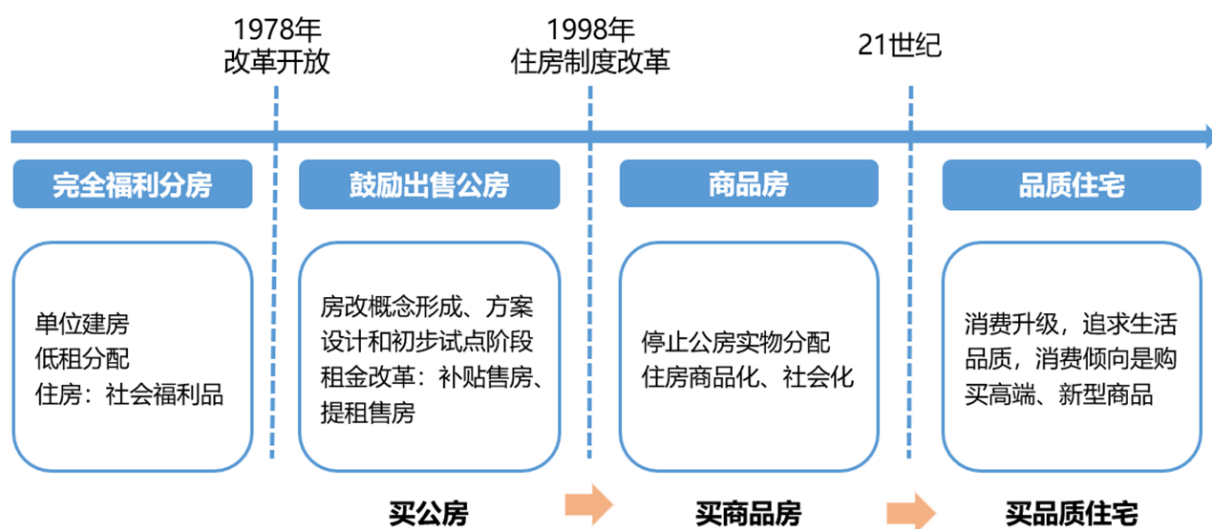 1978年
改革开放
1998年
住房制度改革
21世纪
完全福利分房
鼓励出售公房
商品房
品质住宅
单位建房
低租分配
住房：社会福利品
房改概念形成、方案
设计和初步试点阶段
租金改革：补贴售房、
提租售房
停止公房实物分配
住房商品化、社会化
消费升级，追求生活
品质，消费倾向是购
买高端、新型商品
买公房
买商品房
买品质住宅